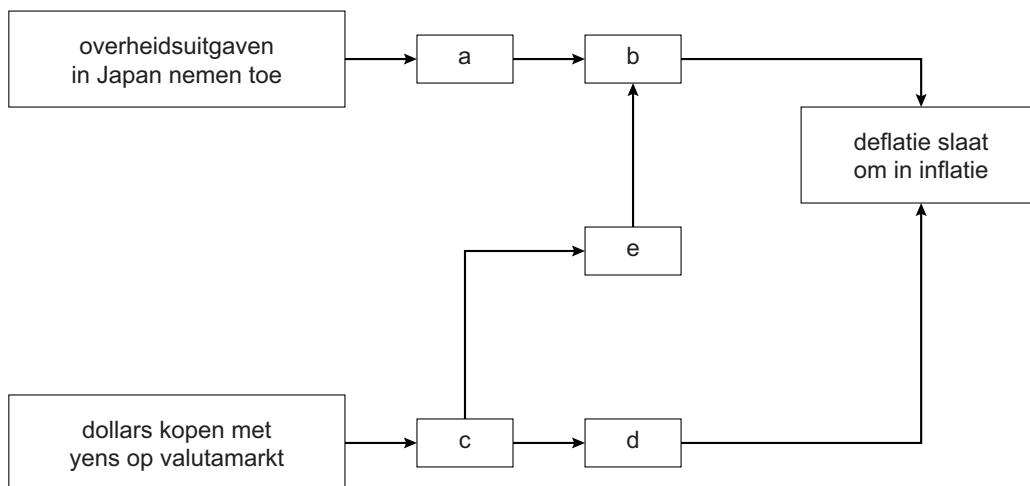 overheidsuitgaven
in Japan nemen toe
a
b
deflatie slaat
om in inflatie
e
dollars kopen met
yens op valutamarkt
c
d